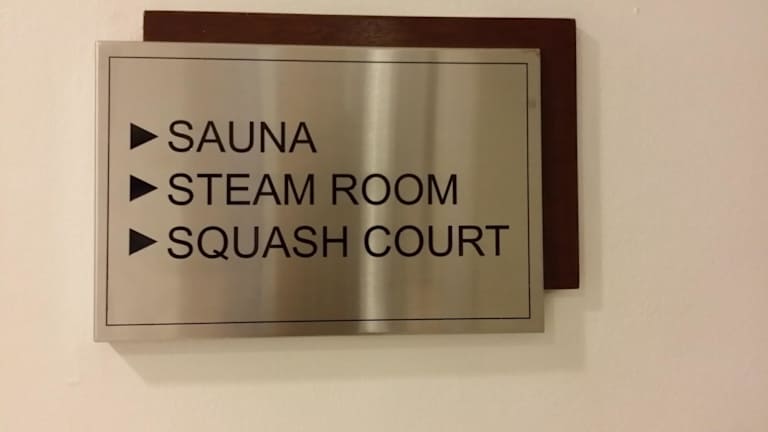 ▶ SAUNA
▶ STEAM ROOM
▶ SQUASH COURT